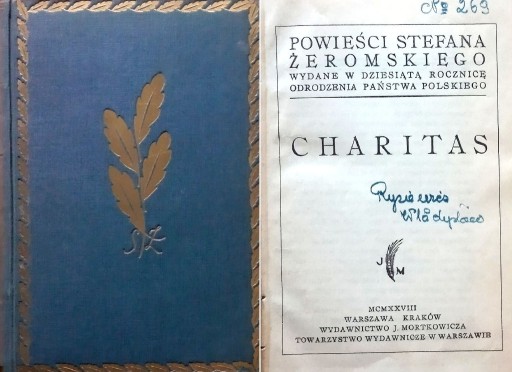 № 269
POWIEŚCI STEFANA
ŻEROMSKIEGO
WYDANE W DZIESIĄTĄ ROCZNICĘ
ODRODZENIA PAŃSTWA POLSKIEGO
CHARITAS
J M
MCMXXVIII
WARSZAWA KRAKÓW
WYDAWNICTWO J. MORTKOWICZA
TOWARZYSTWO WYDAWNICZE W WARSZAWIE